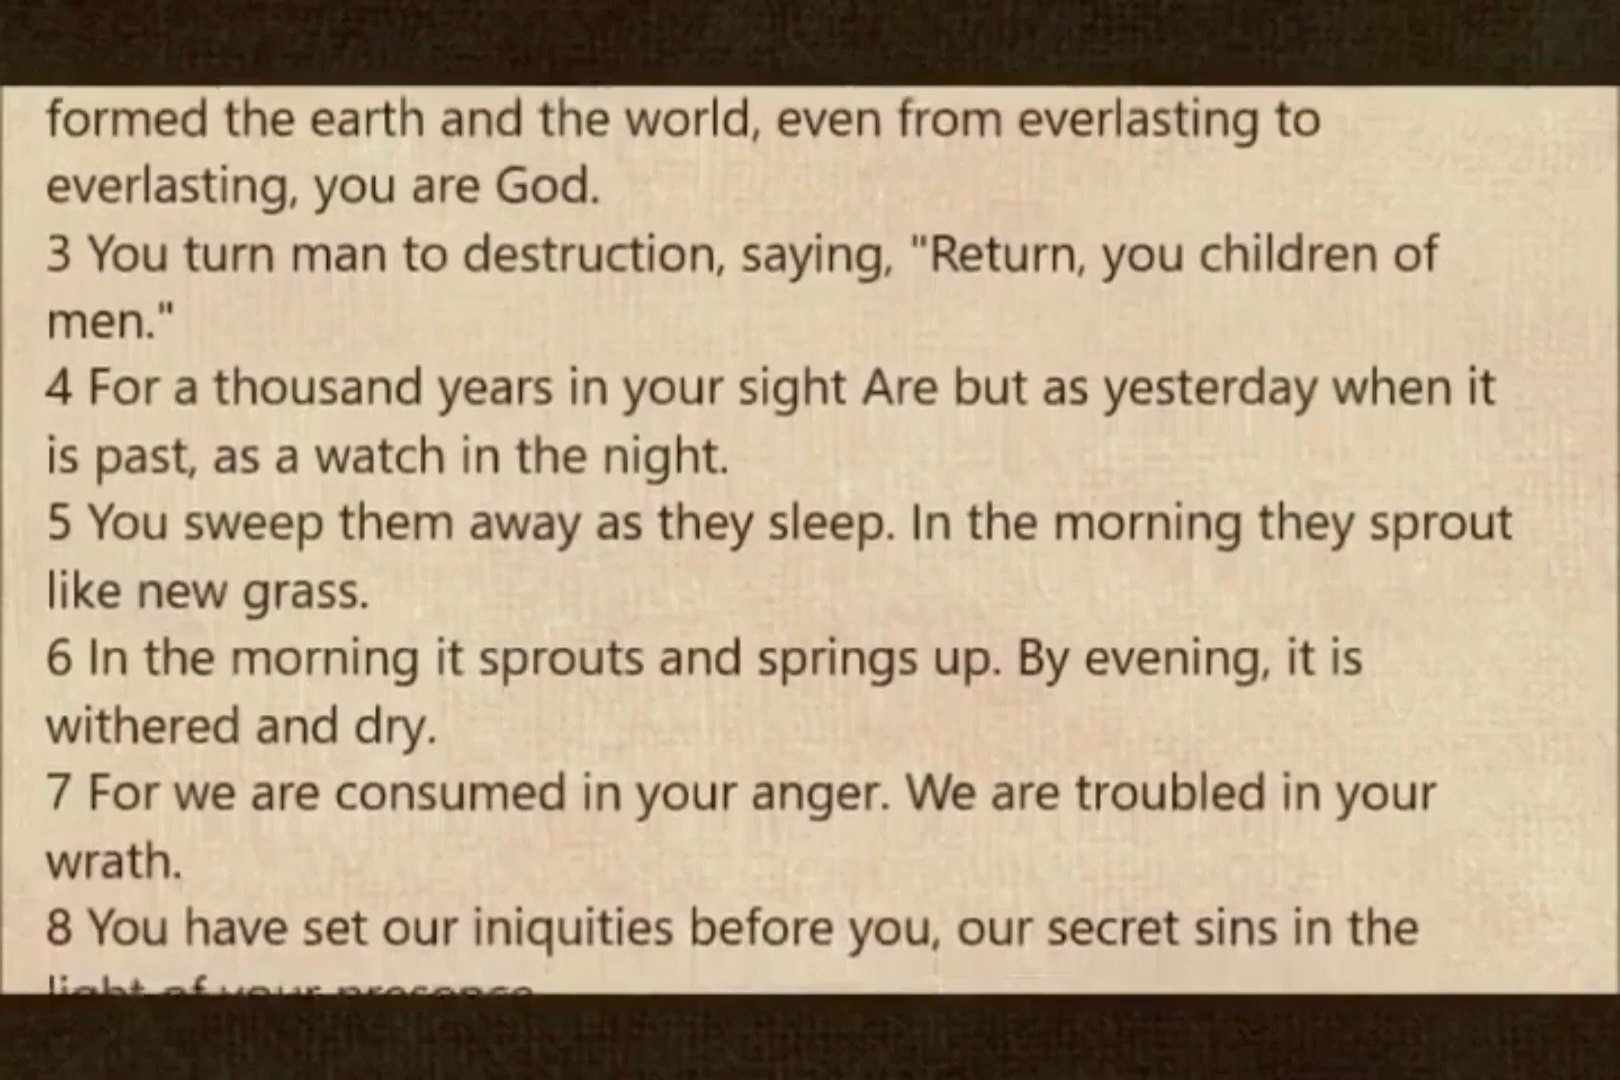 formed the earth and the world, even from everlasting to
everlasting, you are God.
3 You turn man to destruction, saying, "Return, you children of
men."
4 For a thousand years in your sight Are but as yesterday when it
is past, as a watch in the night.
5 You sweep them away as they sleep. In the morning they sprout
like new grass.
6 In the morning it sprouts and springs up. By evening, it is
withered and dry.
7 For we are consumed in your anger. We are troubled in your
wrath.
8 You have set our iniquities before you, our secret sins in the
light of your presence